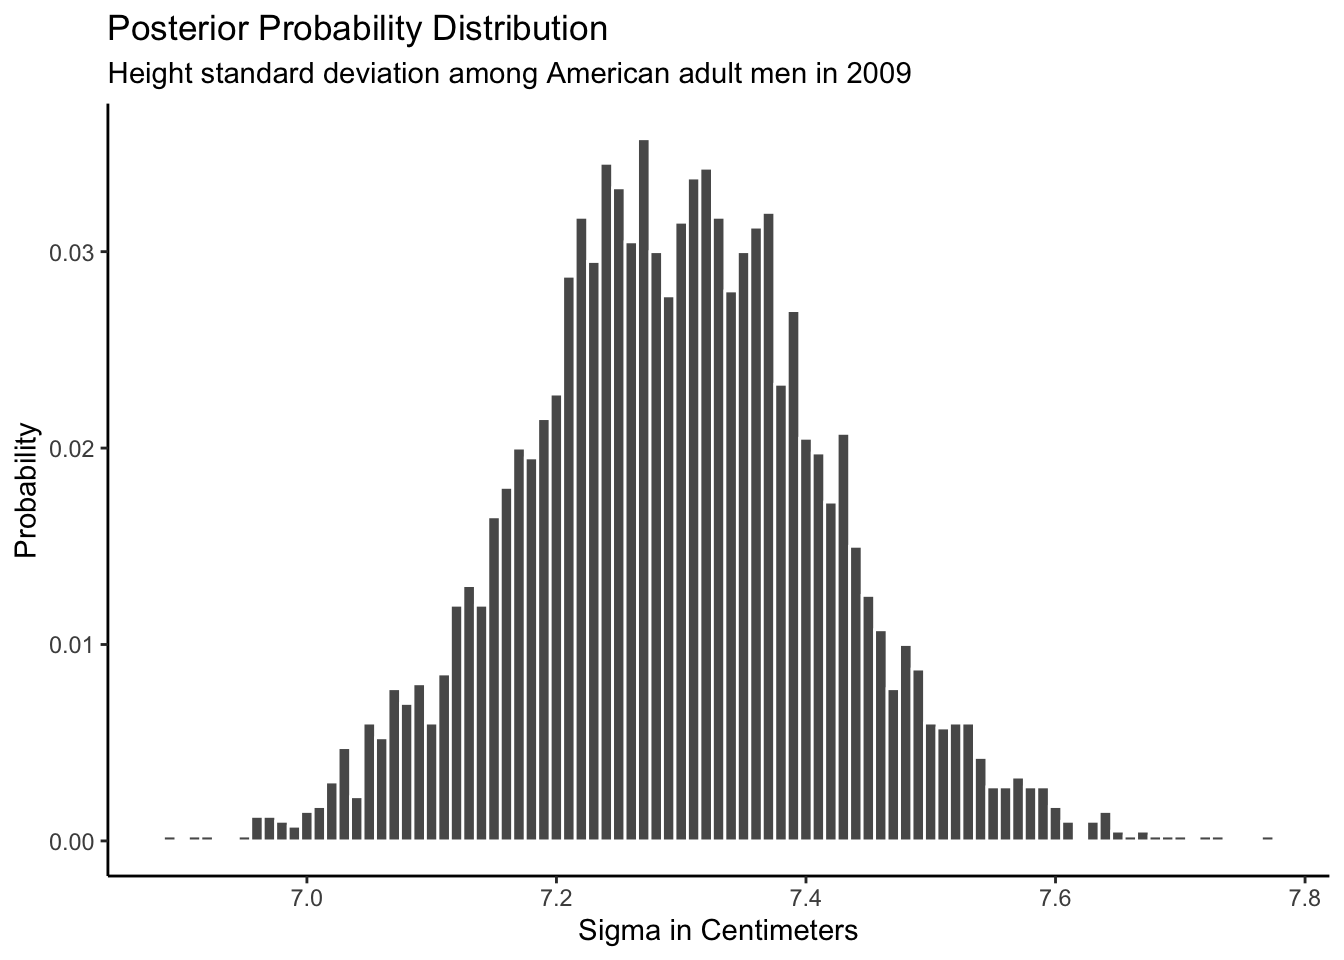 Posterior Probability Distribution
Height standard deviation among American adult men in 2009
Probability
0.03
0.02
0.01
0.00
7.0 7.2 7.4 7.6 7.8
Sigma in Centimeters